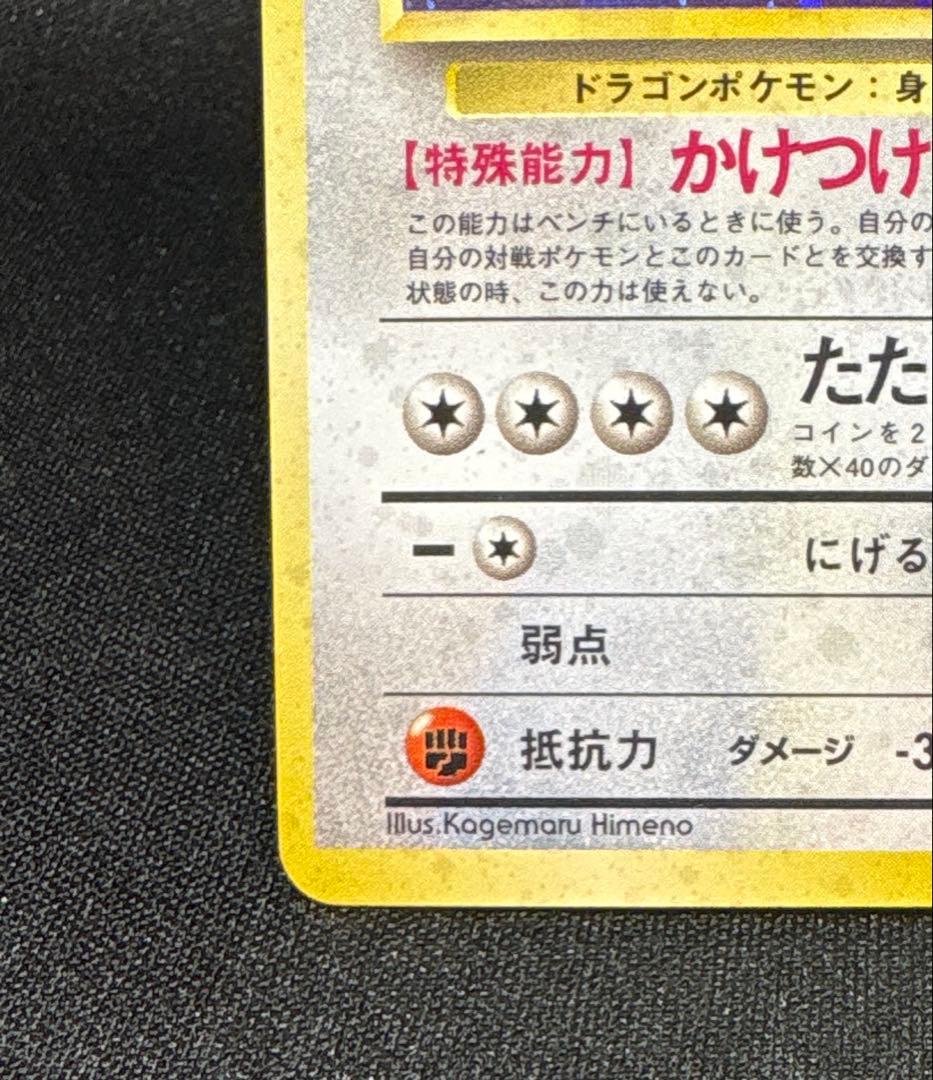 ドラゴンポケモン：身
【特殊能力】かけつけ
この能力はベンチにいるときに使う。自分の
自分の対戦ポケモンとこのカードとを交換す
状態の時、この力は使えない。
たた
コインを2
数×40のダ
ー
にげる
弱点
抵抗力 ダメージ -3
Illus.Kagemaru Himeno